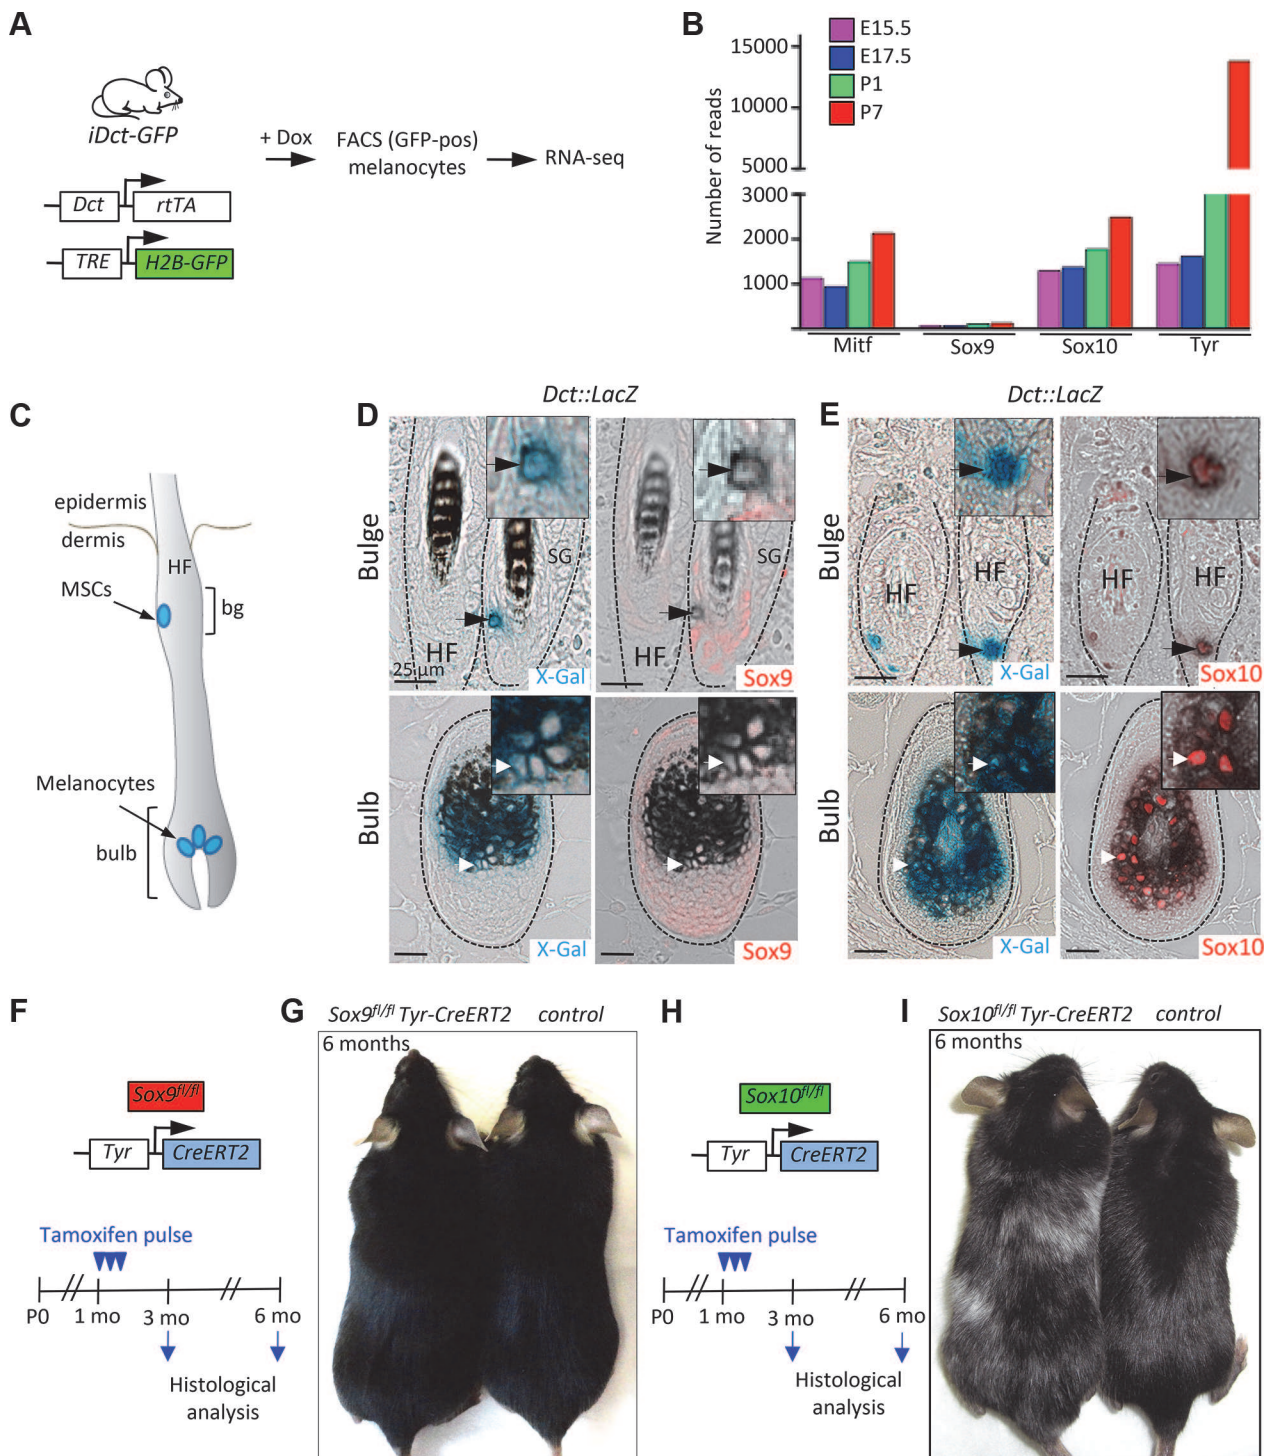 A
iDct-GFP
+ Dox
FACS (GFP-pos)
melanocytes
RNA-seq
Dct
rtTA
TRE
H2B-GFP
B
E15.5
E17.5
P1
P7
Number of reads
15000
10000
5000
3000
2000
1000
Mitf
Sox9
Sox10
Tyr
C
epidermis
dermis
HF
MSCs
bg
Melanocytes
bulb
D
Dct::LacZ
Bulge
SG
SG
HF
HF
25 µm
X-Gal
Sox9
Bulb
X-Gal
Sox9
E
Dct::LacZ
Bulge
HF
HF
HF
HF
X-Gal
Sox10
Bulb
X-Gal
Sox10
F
Sox9fl/fl
Tyr
CreERT2
Tamoxifen pulse
P0
1 mo
3 mo
6 mo
Histological
analysis
G
Sox9fl/fl Tyr-CreERT2
control
6 months
H
Sox10fl/fl
Tyr
CreERT2
Tamoxifen pulse
P0
1 mo
3 mo
6 mo
Histological
analysis
I
Sox10fl/fl Tyr-CreERT2
control
6 months